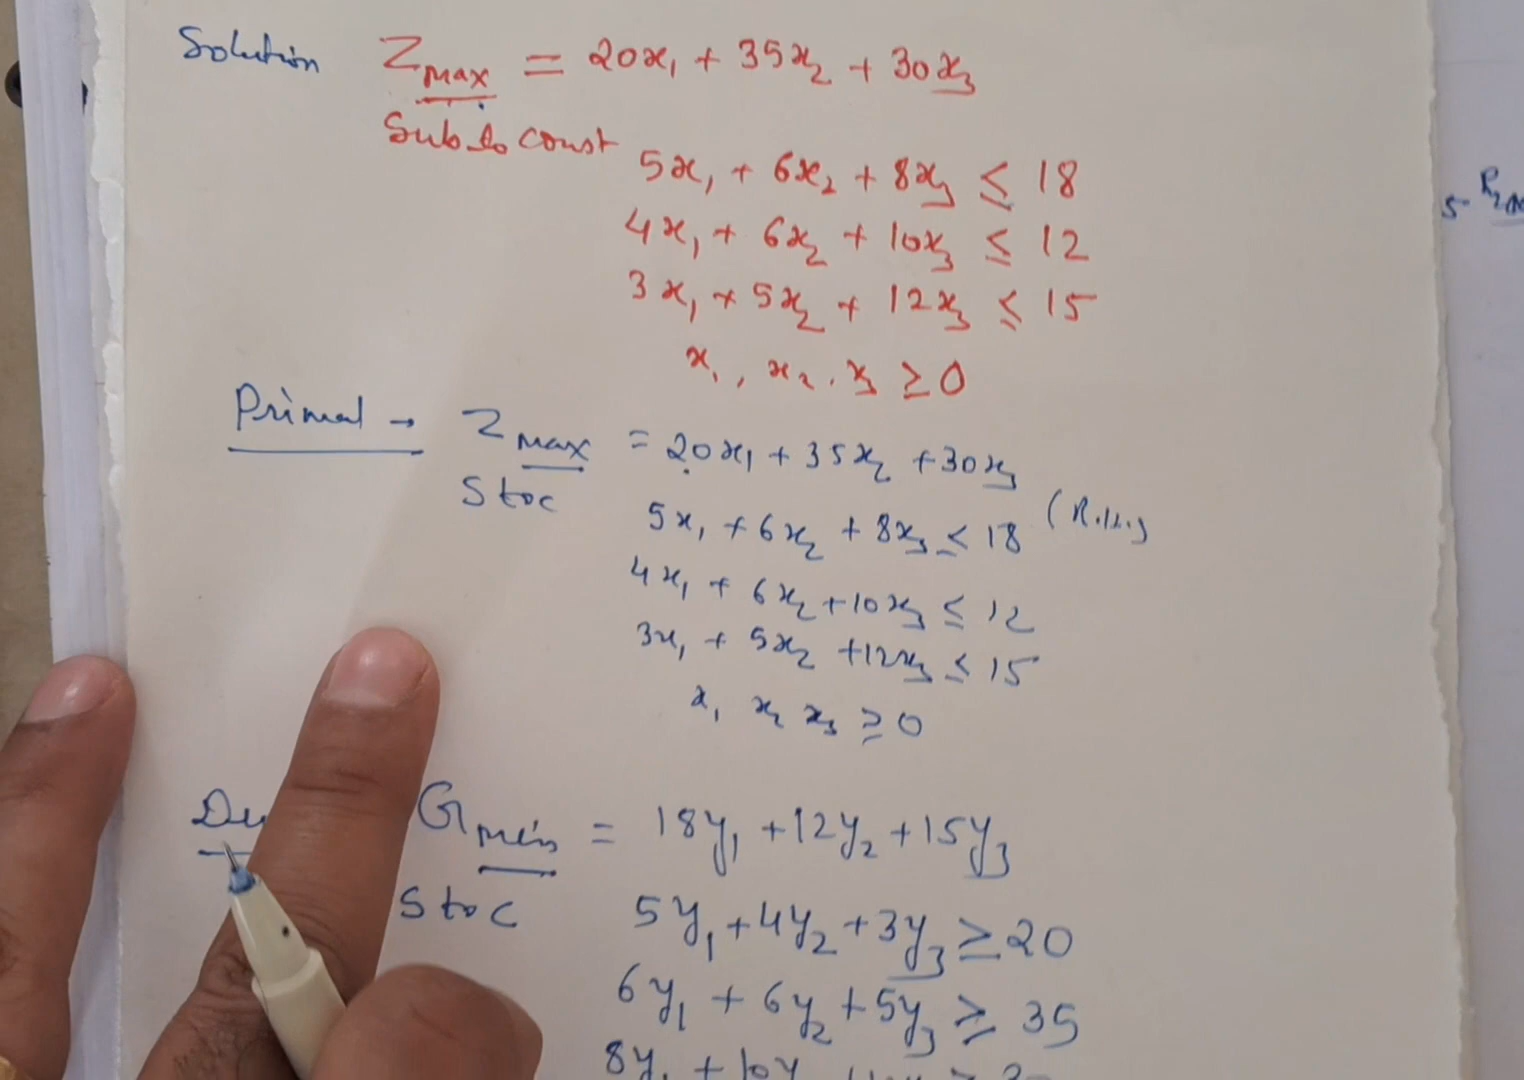 Solution Zmax = 20x₁ + 35x₂ + 30x₃
Sub to const
5x₁ + 6x₂ + 8x₃ ≤ 18
4x₁ + 6x₂ + 10x₃ ≤ 12
3x₁ + 5x₂ + 12x₃ ≤ 15
x₁, x₂, x₃ ≥ 0
Primal → Zmax = 20x₁ + 35x₂ + 30x₃
Stoc
5x₁ + 6x₂ + 8x₃ ≤ 18
4x₁ + 6x₂ + 10x₃ ≤ 12
3x₁ + 5x₂ + 12x₃ ≤ 15
x₁ x₂ x₃ ≥ 0
Gmin = 18y₁ + 12y₂ + 15y₃
Stoc 5y₁ + 4y₂ + 3y₃ ≥ 20
6y₁ + 6y₂ + 5y₃ ≥ 35
8y₁ + 10y